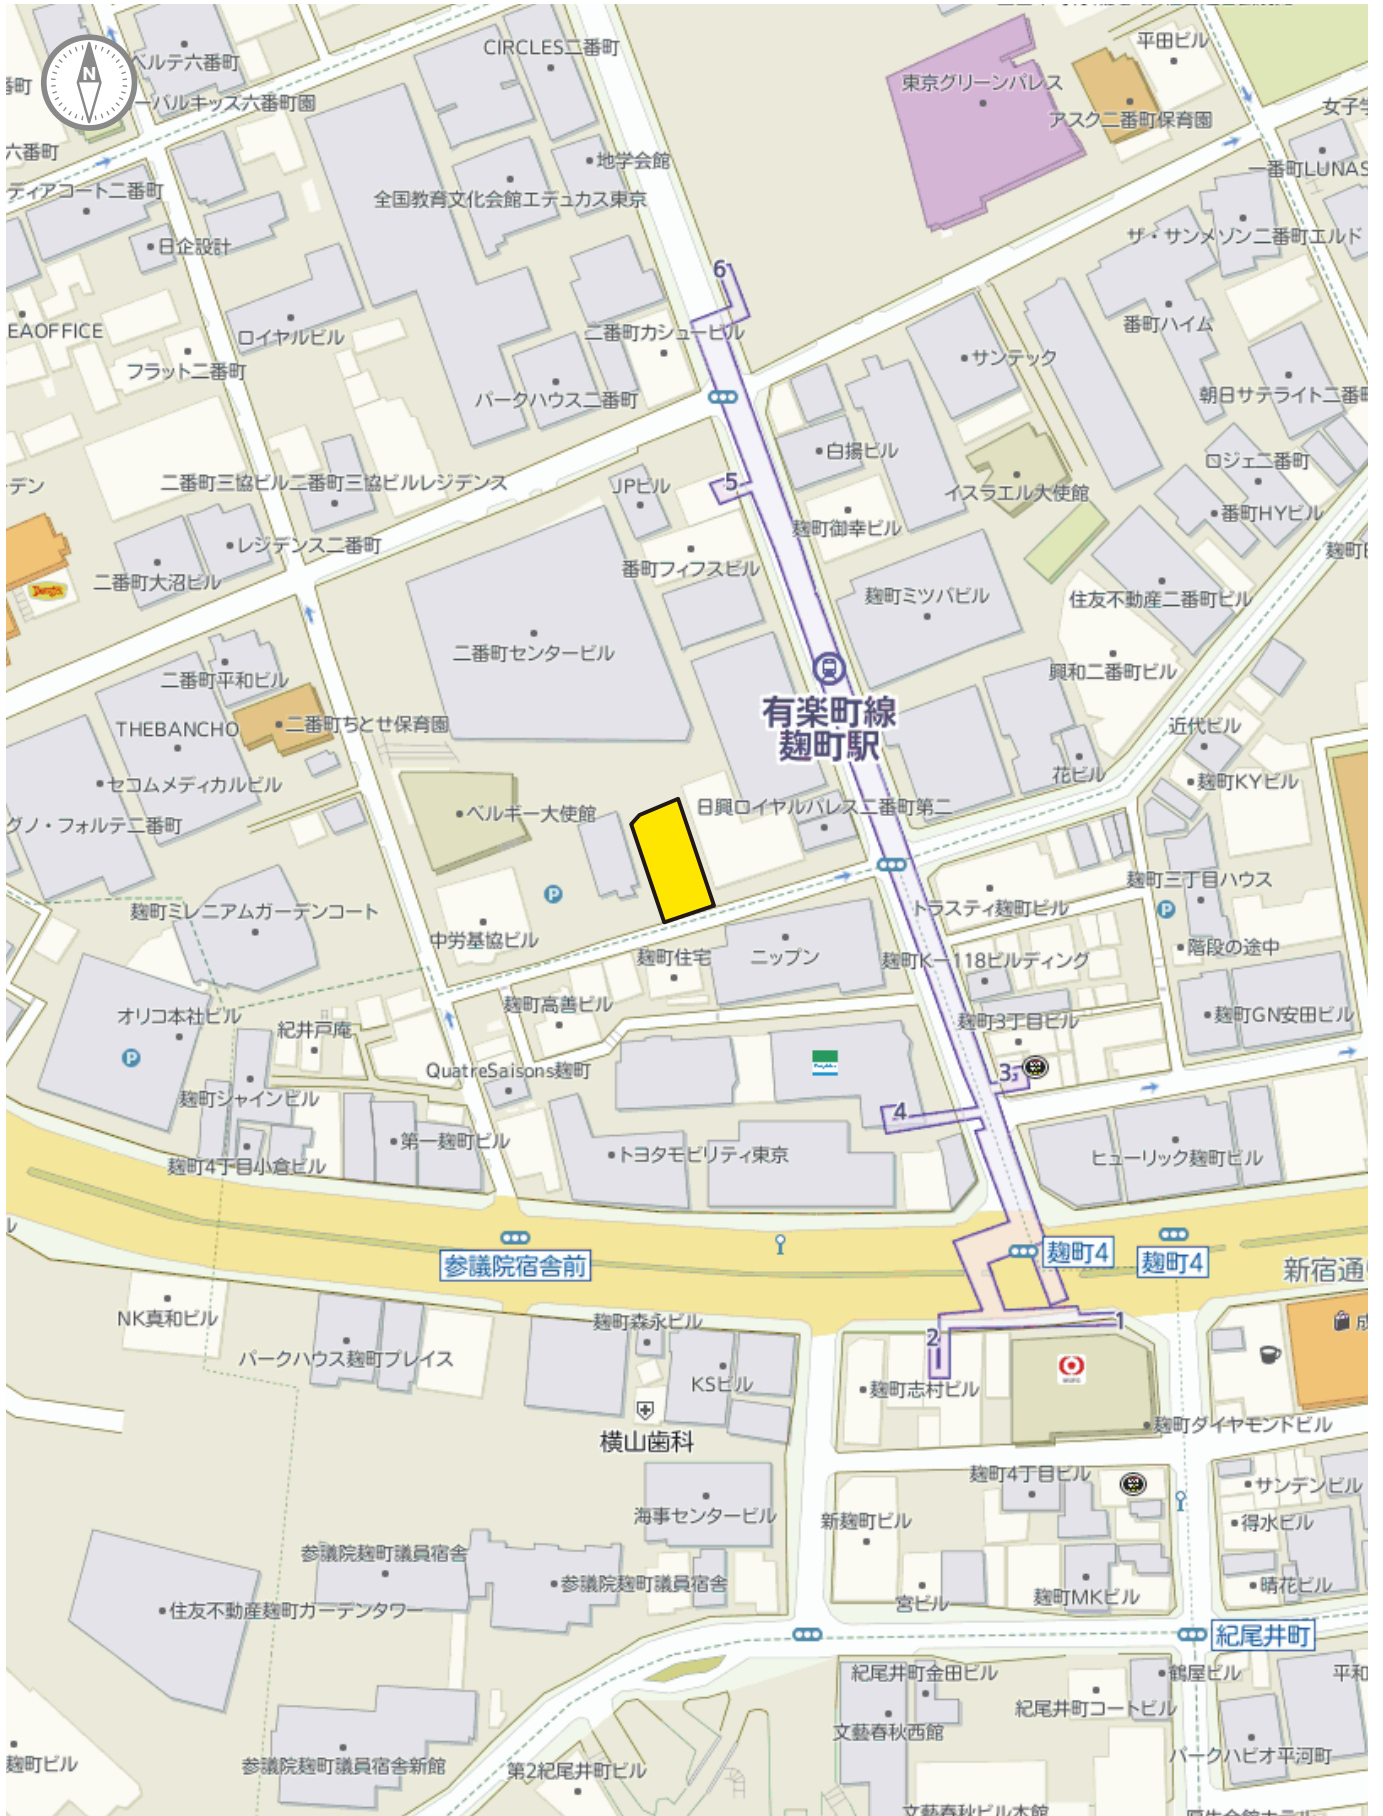 CIRCLES二番町
平田ビル
N
ベルテ六番町
東京グリーンパレス
番町
ーバルキッズ六番町園
アスク二番町保育園
女子学
六番町
地学会館
一番町LUNAS
ディアコート二番町
全国教育文化会館エデュカス東京
日企設計
ザ・サンメゾン二番町エルド
6
EAOFFICE
ロイヤルビル
二番町カシュービル
番町ハイム
サンテック
フラット二番町
パークハウス二番町
朝日サテライト二番町
白揚ビル
ロジェ二番町
デン
二番町三協ビル二番町三協ビルレジデンス
JPビル
5
イスラエル大使館
番町HYビル
麹町御幸ビル
レジデンス二番町
麹町
二番町大沼ビル
番町フィフスビル
Denny's
麹町ミツバビル
住友不動産二番町ビル
二番町センタービル
二番町平和ビル
興和二番町ビル
有楽町線
麹町駅
THEBANCHO
二番町ちとせ保育園
近代ビル
花ビル
セコムメディカルビル
麹町KYビル
グノ・フォルテ二番町
ベルギー大使館
日興ロイヤルパレス二番町第二
麹町三丁目ハウス
P
麹町ミレニアムガーデンコート
トラスティ麹町ビル
P
中労基協ビル
麹町住宅
ニップン
麹町K－118ビルディング
階段の途中
麹町高善ビル
オリコ本社ビル
紀井戸庵
麹町3丁目ビル
麹町GN安田ビル
P
QuatreSaisons麹町
3
麹町シャインビル
4
第一麹町ビル
麹町4丁目小倉ビル
トヨタモビリティ東京
ヒューリック麹町ビル
ル
参議院宿舎前
麹町4
麹町4
新宿通
NK真和ビル
麹町森永ビル
1
2
成
パークハウス麹町プレイス
KSビル
麹町志村ビル
麹町ダイヤモンドビル
横山歯科
麹町4丁目ビル
サンデンビル
海事センタービル
新麹町ビル
得水ビル
参議院麹町議員宿舎
参議院麹町議員宿舎
晴花ビル
住友不動産麹町ガーデンタワー
宮ビル
麹町MKビル
紀尾井町
紀尾井町金田ビル
鶴屋ビル
平和
紀尾井町コートビル
文藝春秋西館
麹町ビル
参議院麹町議員宿舎新館
第2紀尾井町ビル
パークハビオ平河町
文藝春秋ビル本館